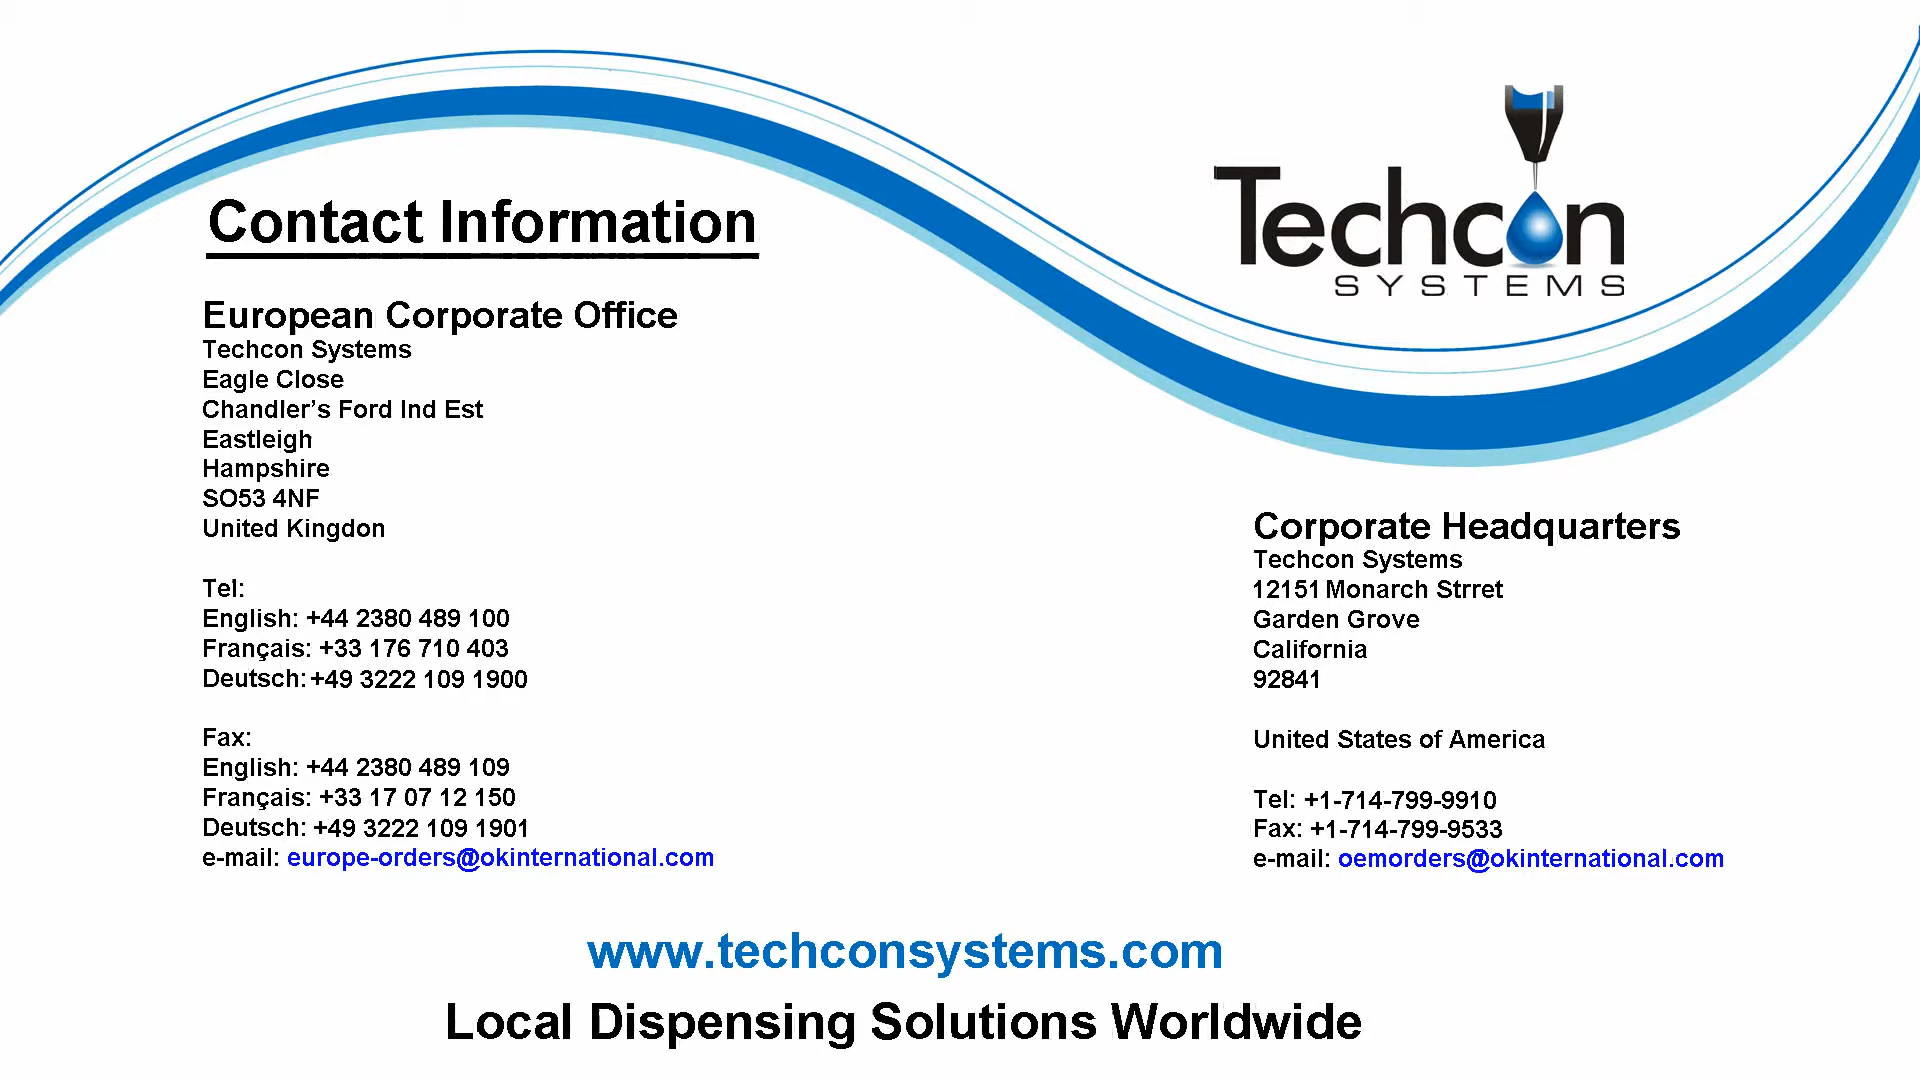 Techcon
SYSTEMS
Contact Information
European Corporate Office
Techcon Systems
Eagle Close
Chandler’s Ford Ind Est
Eastleigh
Hampshire
SO53 4NF
United Kingdon
Tel:
English: +44 2380 489 100
Français: +33 176 710 403
Deutsch: +49 3222 109 1900
Fax:
English: +44 2380 489 109
Français: +33 17 07 12 150
Deutsch: +49 3222 109 1901
e-mail: europe-orders@okinternational.com
Corporate Headquarters
Techcon Systems
12151 Monarch Strret
Garden Grove
California
92841
United States of America
Tel: +1-714-799-9910
Fax: +1-714-799-9533
e-mail: oemorders@okinternational.com
www.techconsystems.com
Local Dispensing Solutions Worldwide